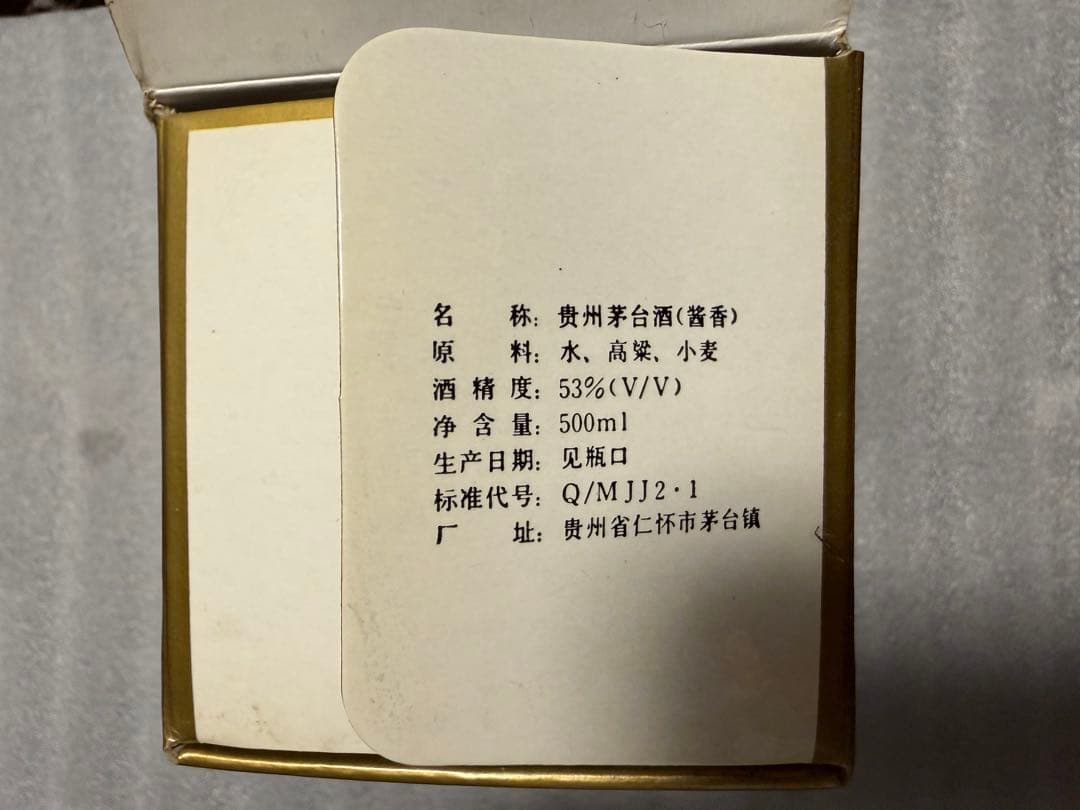 名 称：贵州茅台酒(酱香)
原 料：水、高粱、小麦
酒精度：53%(V/V)
净含量：500ml
生产日期：见瓶口
标准代号：Q/MJJ2·1
厂 址：贵州省仁怀市茅台镇